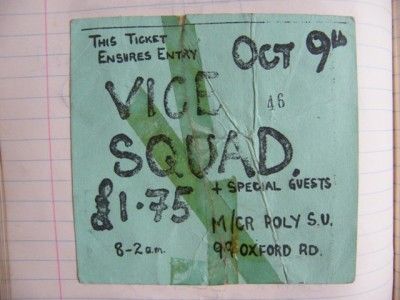 THIS TICKET
ENSURES ENTRY
OCT 9th
VICE
46
SQUAD.
£1.75
+ SPECIAL GUESTS
M/CR POLY S.U.
8-2am.
99 OXFORD RD.